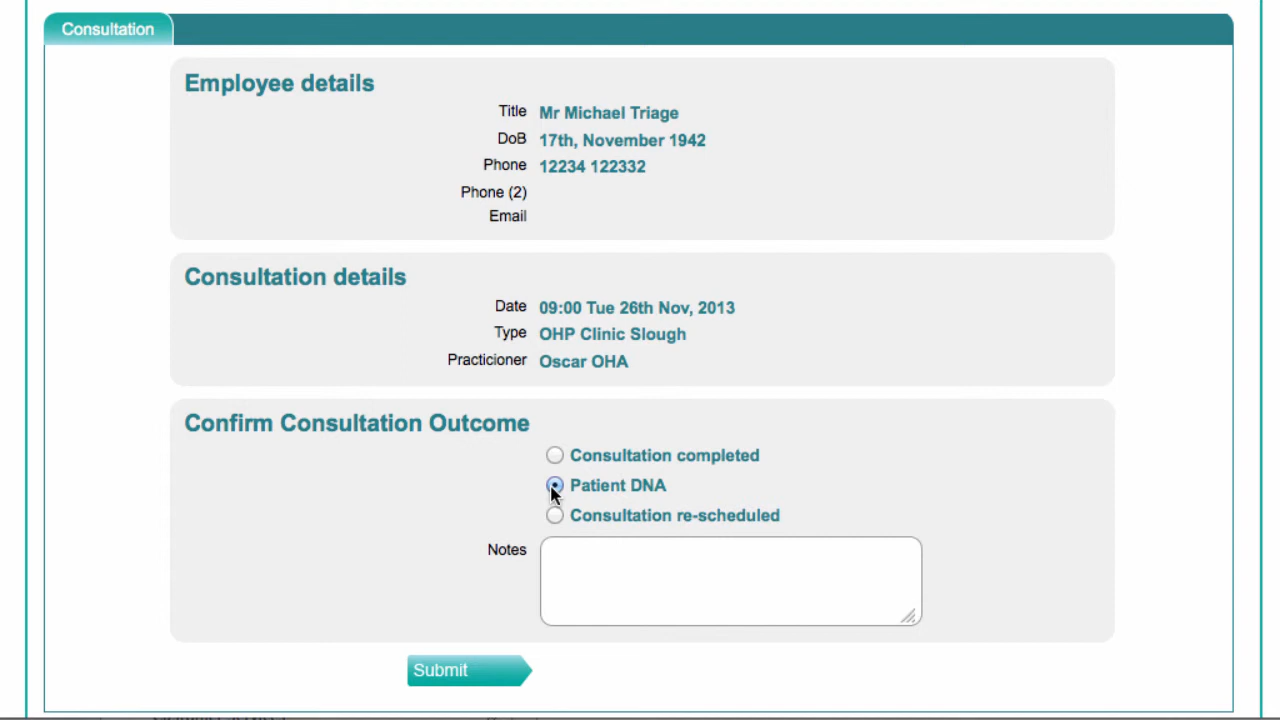 Consultation
Employee details
Title Mr Michael Triage
DoB 17th, November 1942
Phone 12234 122332
Phone (2)
Email
Consultation details
Date 09:00 Tue 26th Nov, 2013
Type OHP Clinic Slough
Practicioner Oscar OHA
Confirm Consultation Outcome
Consultation completed
Patient DNA
Consultation re-scheduled
Notes
Submit